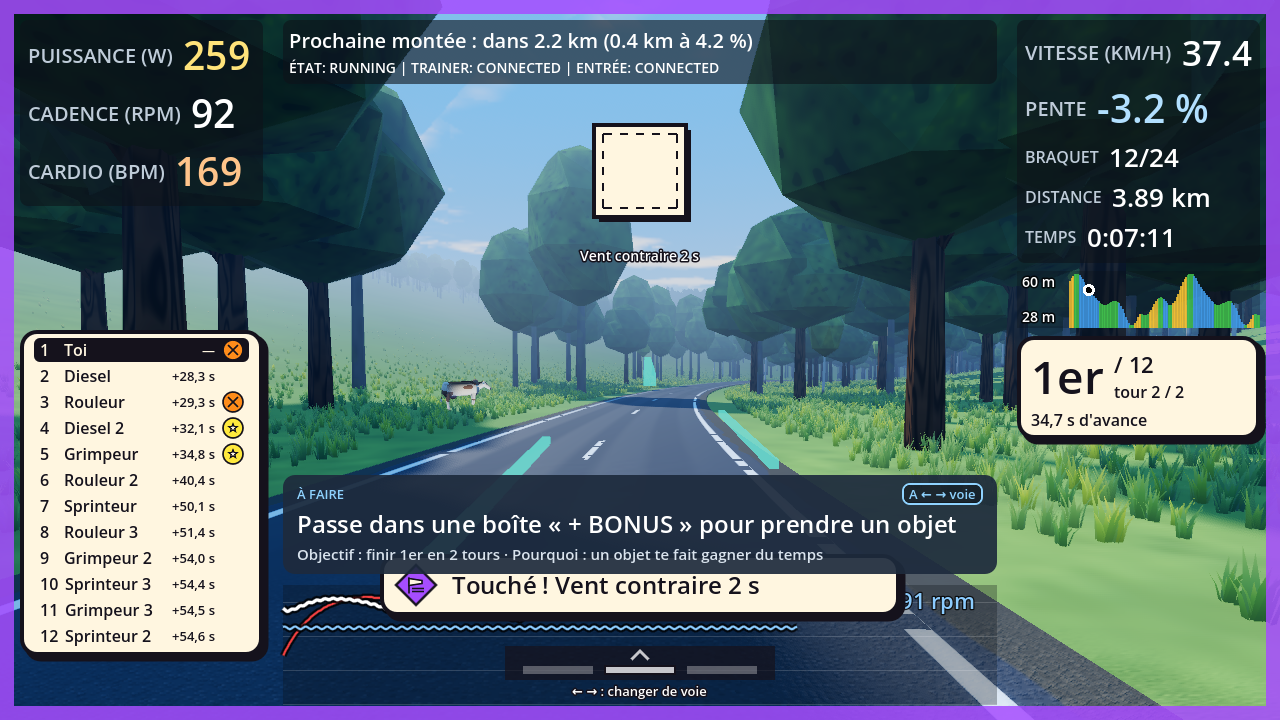 PUISSANCE (W) 259
CADENCE (RPM) 92
CARDIO (BPM) 169
Prochaine montée : dans 2.2 km (0.4 km à 4.2 %)
ÉTAT: RUNNING | TRAINER: CONNECTED | ENTRÉE: CONNECTED
VITESSE (KM/H) 37.4
PENTE -3.2 %
BRAQUET 12/24
DISTANCE 3.89 km
TEMPS 0:07:11
60 m
28 m
Vent contraire 2 s
1er / 12
tour 2 / 2
34,7 s d'avance
1 Toi —
2 Diesel +28,3 s
3 Rouleur +29,3 s
4 Diesel 2 +32,1 s
5 Grimpeur +34,8 s
6 Rouleur 2 +40,4 s
7 Sprinteur +50,1 s
8 Rouleur 3 +51,4 s
9 Grimpeur 2 +54,0 s
10 Sprinteur 3 +54,4 s
11 Grimpeur 3 +54,5 s
12 Sprinteur 2 +54,6 s
À FAIRE
A ← → voie
Passe dans une boîte « + BONUS » pour prendre un objet
Objectif : finir 1er en 2 tours · Pourquoi : un objet te fait gagner du temps
Touché ! Vent contraire 2 s
91 rpm
← → : changer de voie